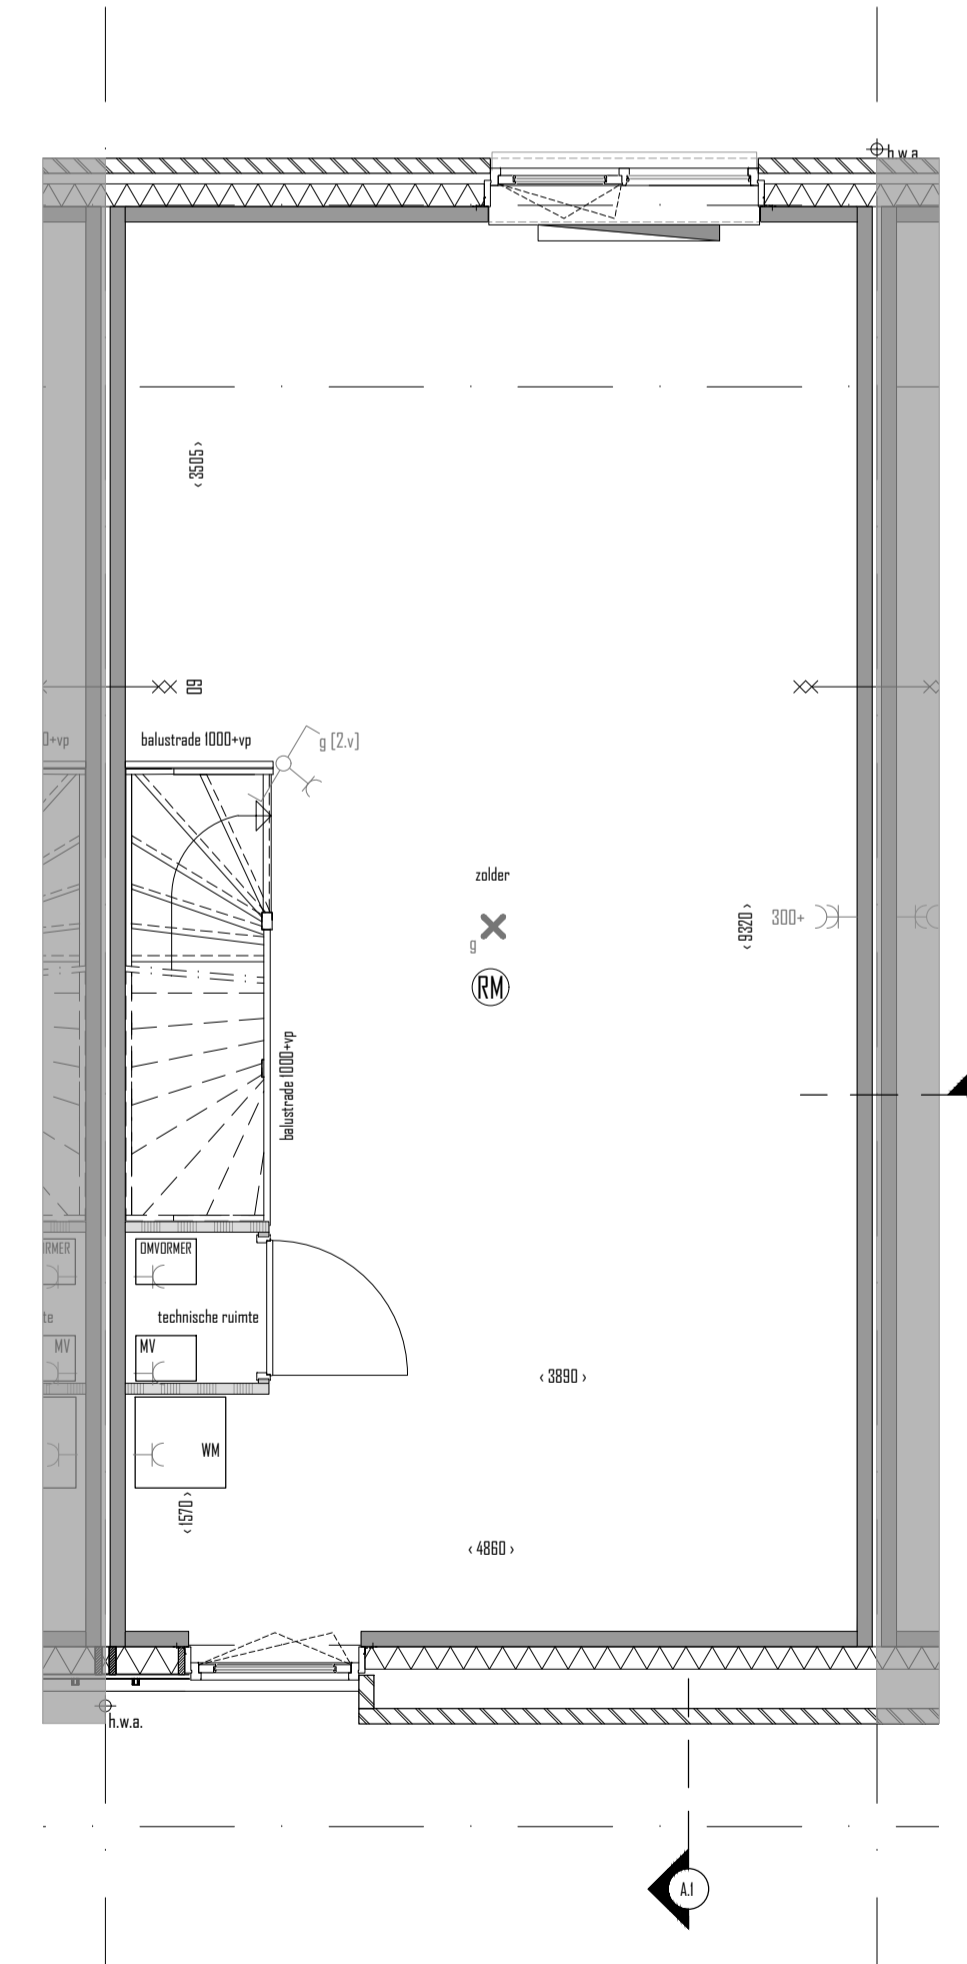 h.w.a
‹ 3505 ›
60
0+vp
balustrade 1000+vp
g [2.v]
zolder
g
‹ 9320 ›
300+
RM
balustrade 1000+vp
RMER
OMVORMER
te
technische ruimte
MV
MV
‹ 3890 ›
WM
‹ 1570 ›
‹ 4860 ›
h.w.a.
A.1